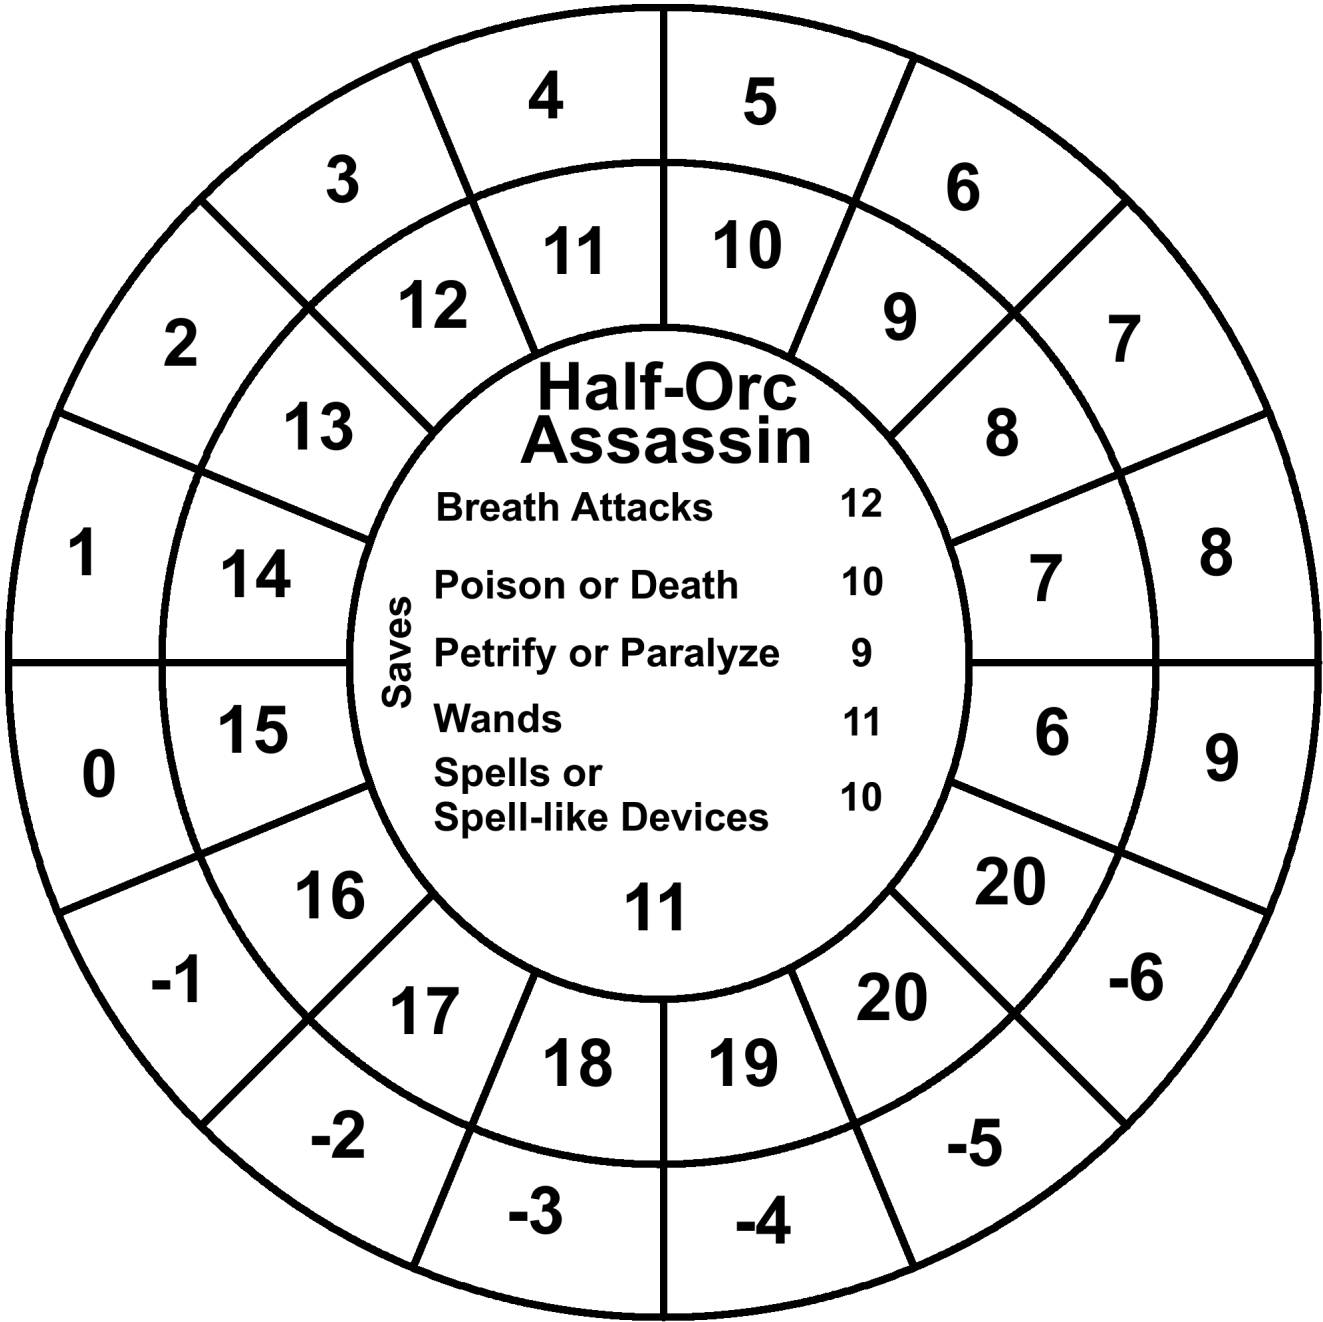 4 5
3 6
11 10
12 9
2 7
13 8
Half-Orc
Assassin
Breath Attacks 12
1 14 7 8
Poison or Death 10
Saves
Petrify or Paralyze 9
Wands 11
0 15 6 9
Spells or
Spell-like Devices 10
16 20
11
-1 -6
17 20
18 19
-2 -5
-3 -4